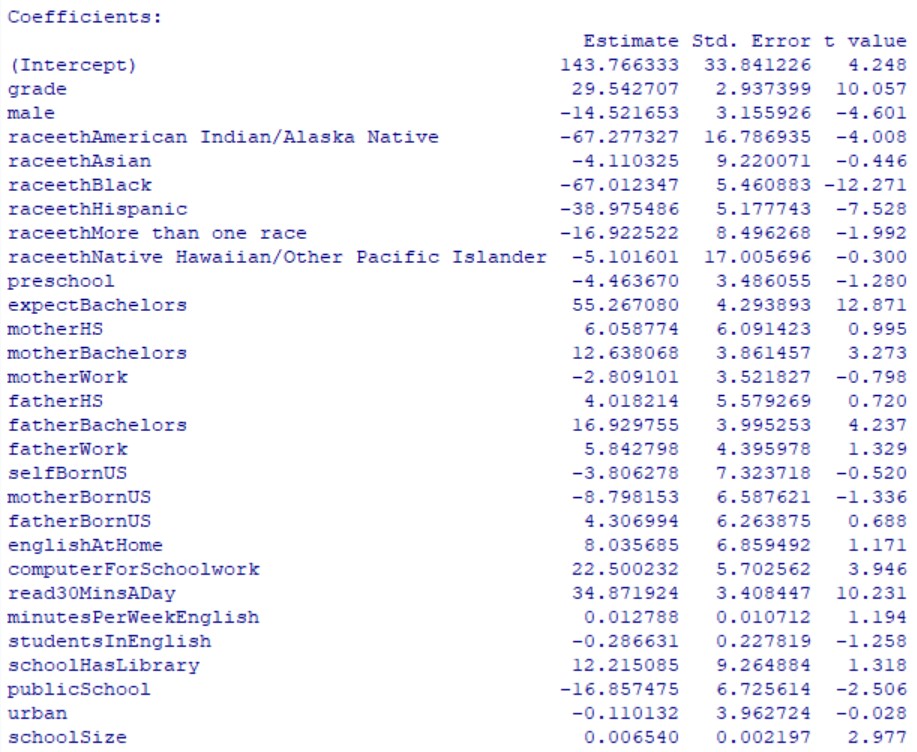 Coefficients:
Estimate Std. Error t value
(Intercept) 143.766333 33.841226 4.248
grade 29.542707 2.937399 10.057
male -14.521653 3.155926 -4.601
raceethAmerican Indian/Alaska Native -67.277327 16.786935 -4.008
raceethAsian -4.110325 9.220071 -0.446
raceethBlack -67.012347 5.460883 -12.271
raceethHispanic -38.975486 5.177743 -7.528
raceethMore than one race -16.922522 8.496268 -1.992
raceethNative Hawaiian/Other Pacific Islander -5.101601 17.005696 -0.300
preschool -4.463670 3.486055 -1.280
expectBachelors 55.267080 4.293893 12.871
motherHS 6.058774 6.091423 0.995
motherBachelors 12.638068 3.861457 3.273
motherWork -2.809101 3.521827 -0.798
fatherHS 4.018214 5.579269 0.720
fatherBachelors 16.929755 3.995253 4.237
fatherWork 5.842798 4.395978 1.329
selfBornUS -3.806278 7.323718 -0.520
motherBornUS -8.798153 6.587621 -1.336
fatherBornUS 4.306994 6.263875 0.688
englishAtHome 8.035685 6.859492 1.171
computerForSchoolwork 22.500232 5.702562 3.946
read30MinsADay 34.871924 3.408447 10.231
minutesPerWeekEnglish 0.012788 0.010712 1.194
studentsInEnglish -0.286631 0.227819 -1.258
schoolHasLibrary 12.215085 9.264884 1.318
publicSchool -16.857475 6.725614 -2.506
urban -0.110132 3.962724 -0.028
schoolSize 0.006540 0.002197 2.977